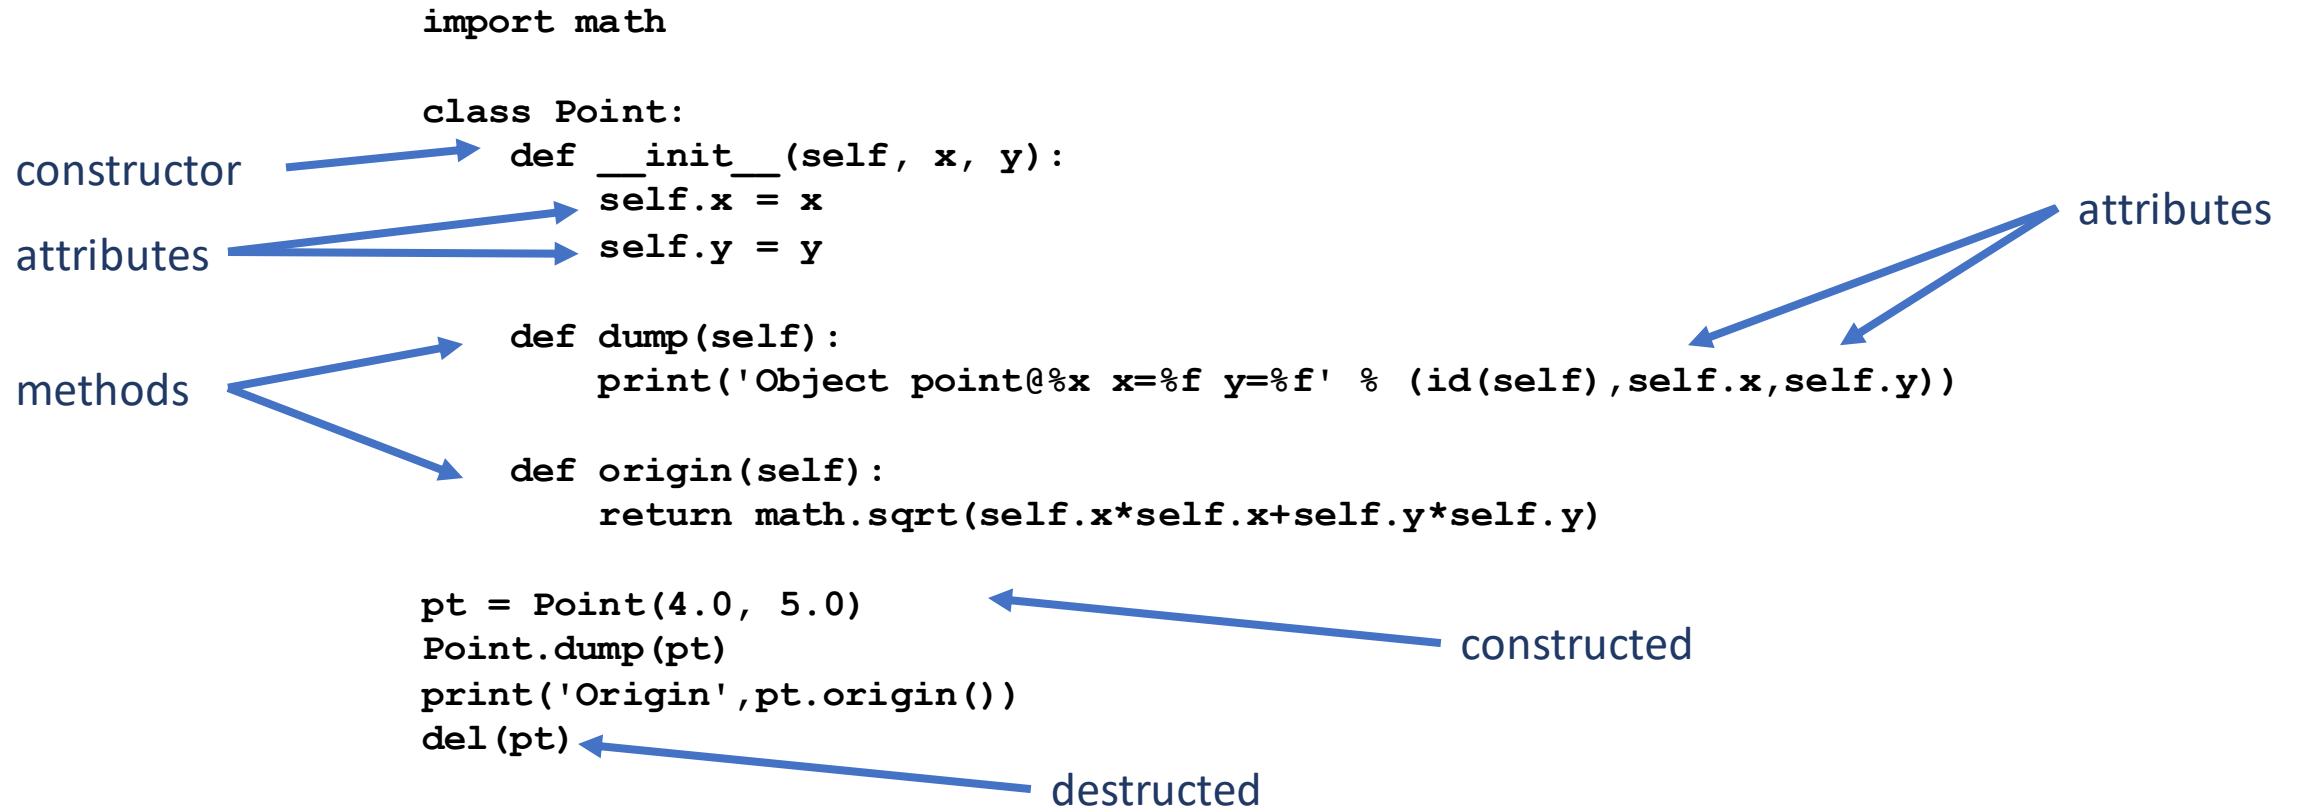 import math
class Point:
constructor
def __init__(self, x, y):
self.x = x
attributes
attributes
self.y = y
def dump(self):
methods
print('Object point@%x x=%f y=%f' % (id(self),self.x,self.y))
def origin(self):
return math.sqrt(self.x*self.x+self.y*self.y)
pt = Point(4.0, 5.0)
Point.dump(pt)
constructed
print('Origin',pt.origin())
del(pt)
destructed